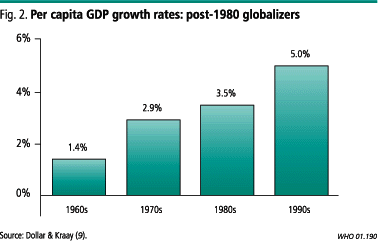 Fig. 2. Per capita GDP growth rates: post-1980 globalizers
6%
4%
2%
0%
1.4%
2.9%
3.5%
5.0%
1960s 1970s 1980s 1990s
Source: Dollar & Kraay (9).
WHO 01.190